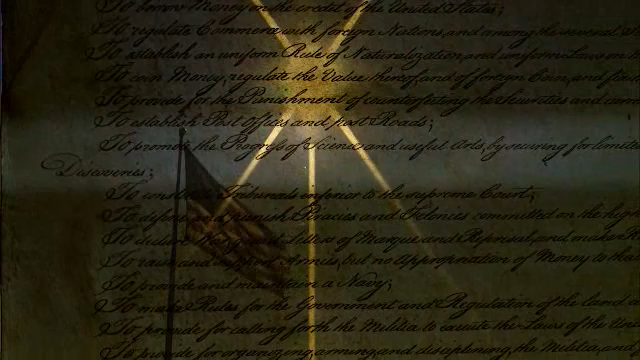 To borrow Money on the credit of the United States;
To regulate Commerce with foreign Nations, and among the several
To establish an uniform Rule of Naturalization, and uniform Laws on
To coin Money, regulate the Value thereof, and of foreign Coin, and
To provide for the Punishment of counterfeiting the Securities and
To establish Post Offices and post Roads;
To promote the Progress of Science and useful Arts, by securing for limited
Discoveries;
To constitute Tribunals inferior to the supreme Court;
To define and punish Piracies and Felonies committed on the high
To declare War, grant Letters of Marque and Reprisal, and make
To raise and support Armies, but no Appropriation of Money to that
To provide and maintain a Navy;
To make Rules for the Government and Regulation of the land
To provide for calling forth the Militia to execute the Laws of the
To provide for organizing, arming, and disciplining, the Militia, and